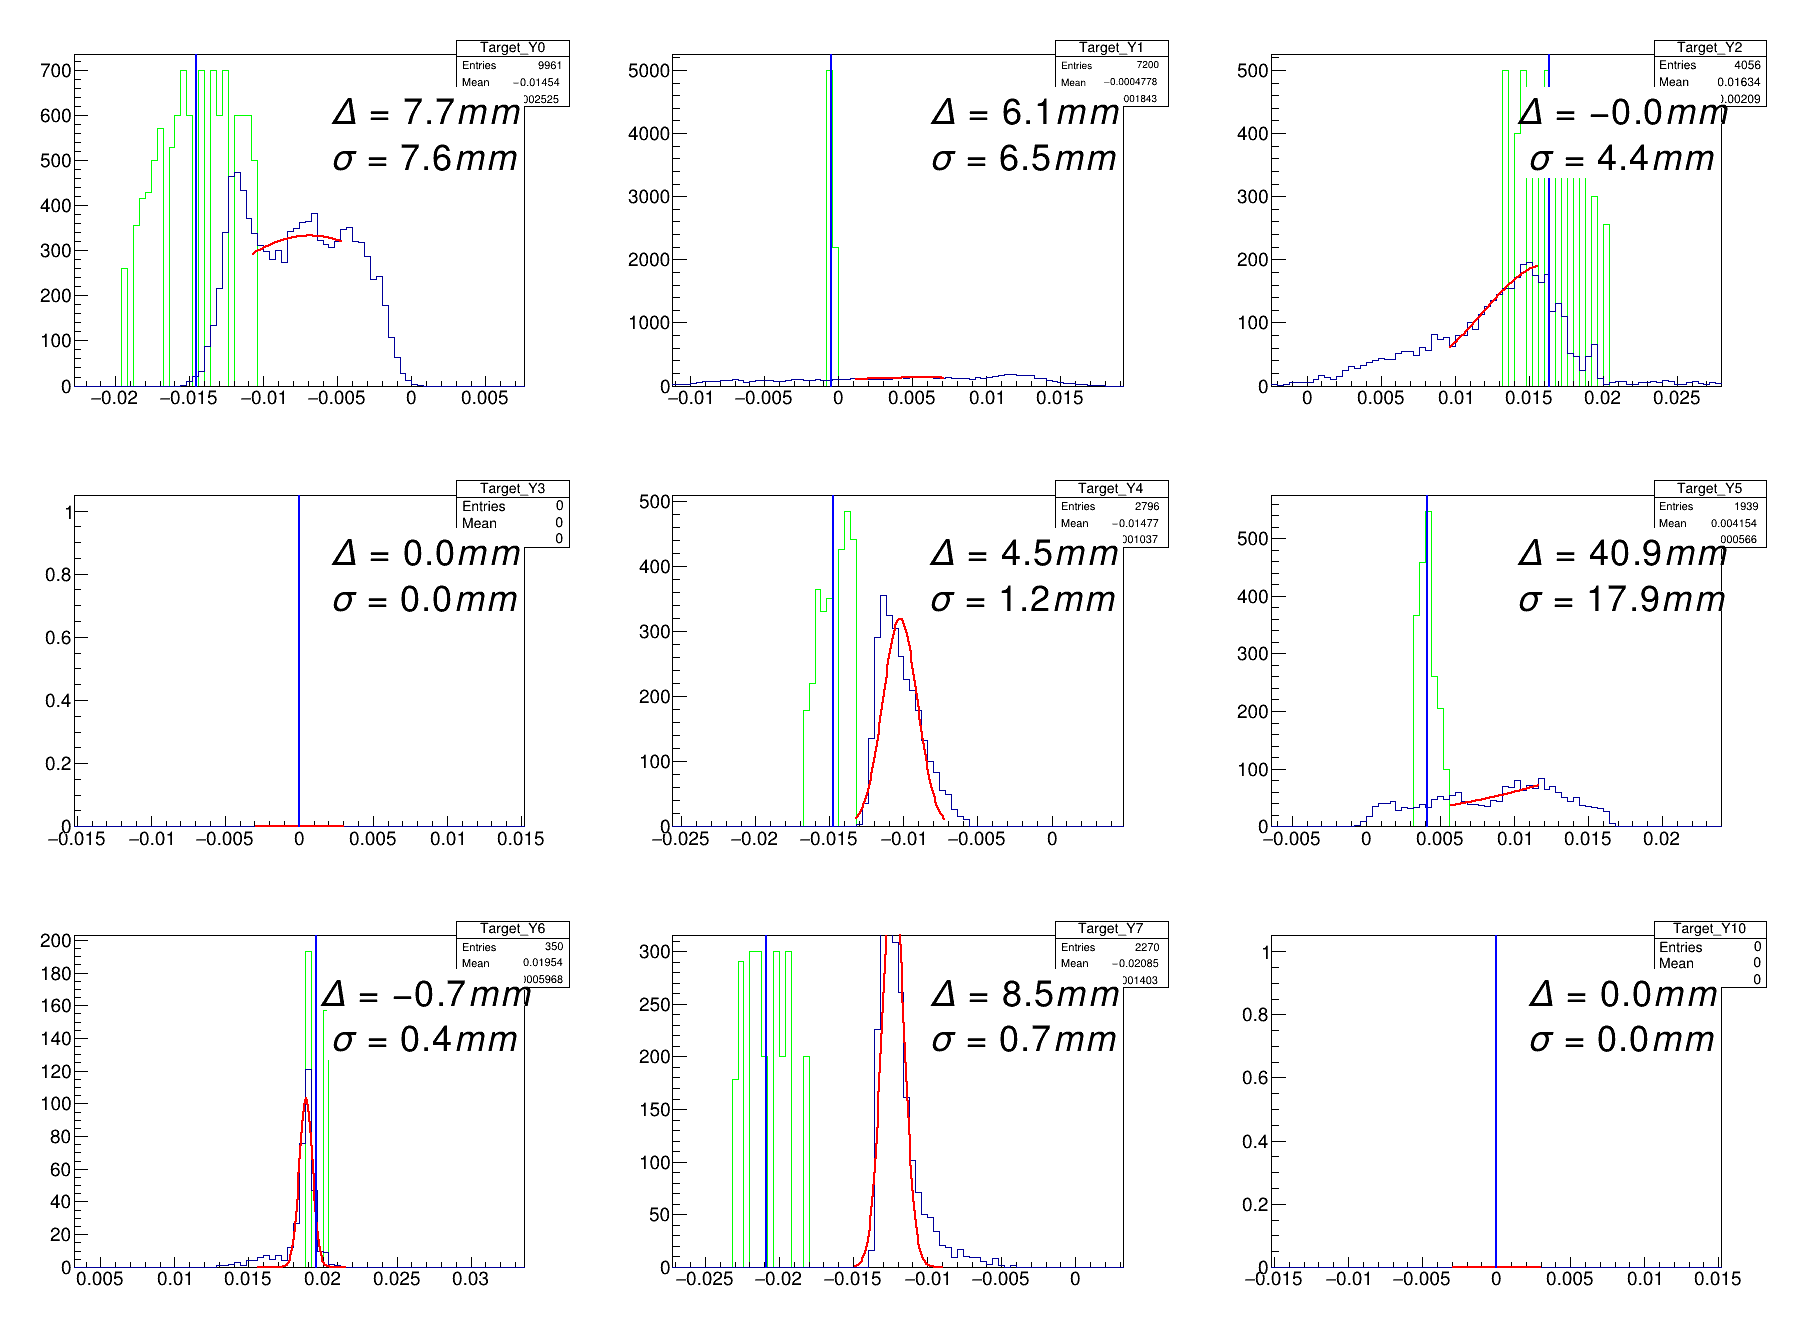 Target_Y0
Entries 9961
Mean −0.01454
002525
Δ = 7.7mm
σ = 7.6mm
700
600
500
400
300
200
100
0
−0.02 −0.015 −0.01 −0.005 0 0.005
Target_Y1
Entries 7200
Mean −0.0004778
001843
Δ = 6.1mm
σ = 6.5mm
5000
4000
3000
2000
1000
0
−0.01 −0.005 0 0.005 0.01 0.015
Target_Y2
Entries 4056
Mean 0.01634
0.00209
Δ = −0.0mm
σ = 4.4mm
500
400
300
200
100
0
0 0.005 0.01 0.015 0.02 0.025
Target_Y3
Entries 0
Mean 0
0
Δ = 0.0mm
σ = 0.0mm
1
0.8
0.6
0.4
0.2
0
−0.015 −0.01 −0.005 0 0.005 0.01 0.015
Target_Y4
Entries 2796
Mean −0.01477
001037
Δ = 4.5mm
σ = 1.2mm
500
400
300
200
100
0
−0.025 −0.02 −0.015 −0.01 −0.005 0
Target_Y5
Entries 1939
Mean 0.004154
000566
Δ = 40.9mm
σ = 17.9mm
500
400
300
200
100
0
−0.005 0 0.005 0.01 0.015 0.02
Target_Y6
Entries 350
Mean 0.01954
0005968
Δ = −0.7mm
σ = 0.4mm
200
180
160
140
120
100
80
60
40
20
0
0.005 0.01 0.015 0.02 0.025 0.03
Target_Y7
Entries 2270
Mean −0.02085
001403
Δ = 8.5mm
σ = 0.7mm
300
250
200
150
100
50
0
−0.025 −0.02 −0.015 −0.01 −0.005 0
Target_Y10
Entries 0
Mean 0
0
Δ = 0.0mm
σ = 0.0mm
1
0.8
0.6
0.4
0.2
0
−0.015 −0.01 −0.005 0 0.005 0.01 0.015